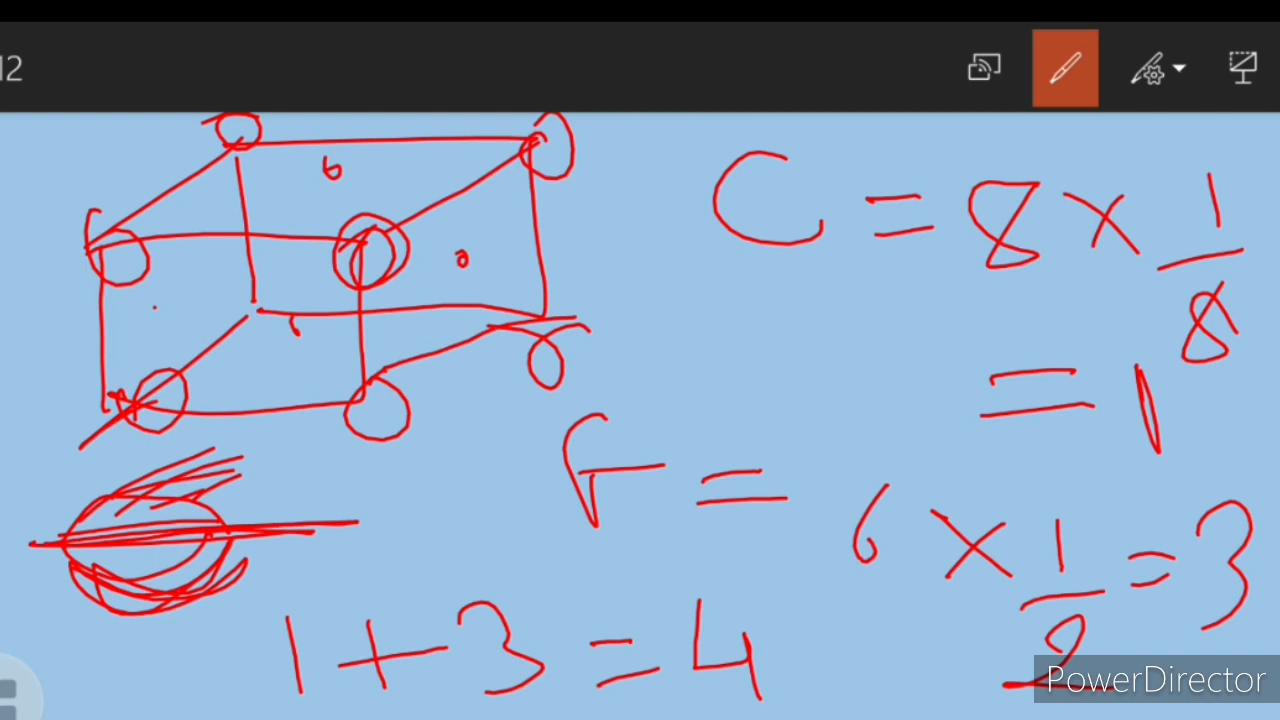 12
C = 8 × 1/8
= 1
F = 6 × 1/2 = 3
1 + 3 = 4
PowerDirector